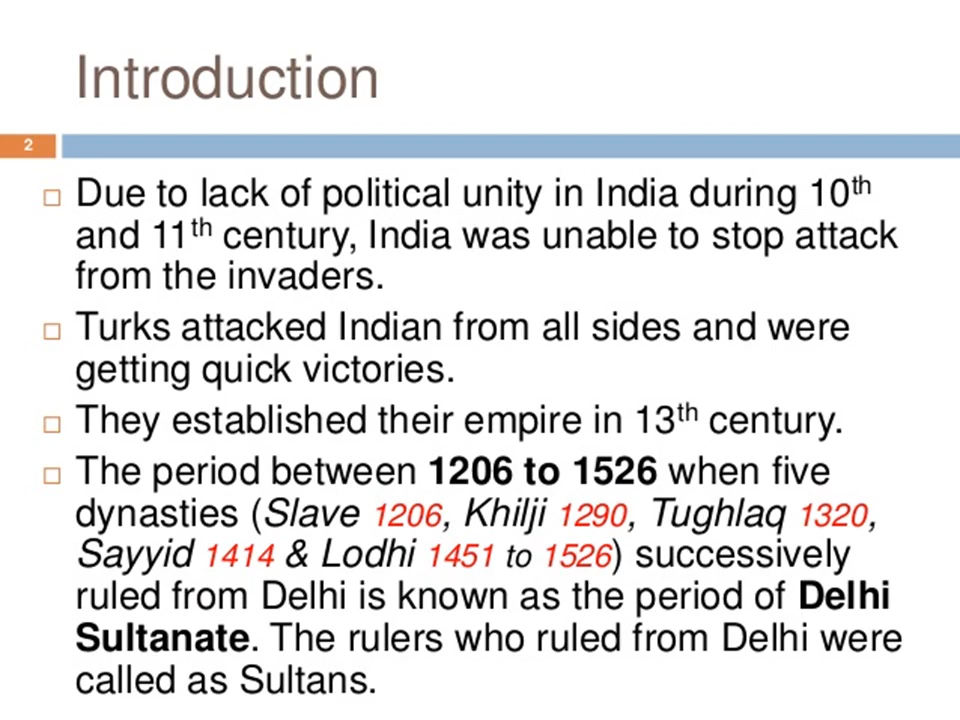 Introduction
2
Due to lack of political unity in India during 10th
and 11th century, India was unable to stop attack
from the invaders.
Turks attacked Indian from all sides and were
getting quick victories.
They established their empire in 13th century.
The period between 1206 to 1526 when five
dynasties (Slave 1206, Khilji 1290, Tughlaq 1320,
Sayyid 1414 & Lodhi 1451 to 1526) successively
ruled from Delhi is known as the period of Delhi
Sultanate. The rulers who ruled from Delhi were
called as Sultans.